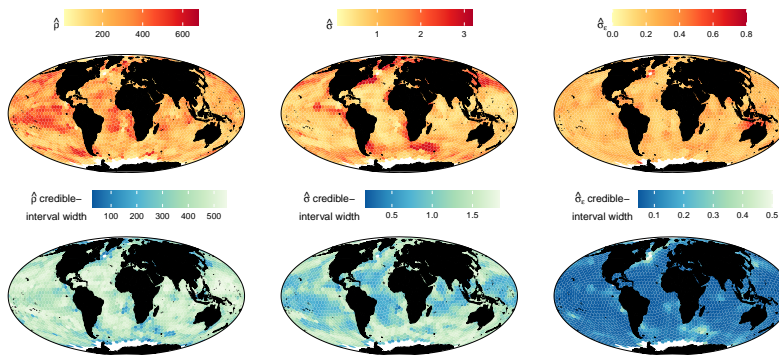 ρ̂ 200 400 600
σ̂ 0 1 2 3
σ̂ε 0.0 0.2 0.4 0.6 0.8
ρ̂ credible−
interval width 100 200 300 400 500
σ̂ credible−
interval width 0.5 1.0 1.5
σ̂ε credible−
interval width 0.1 0.2 0.3 0.4 0.5